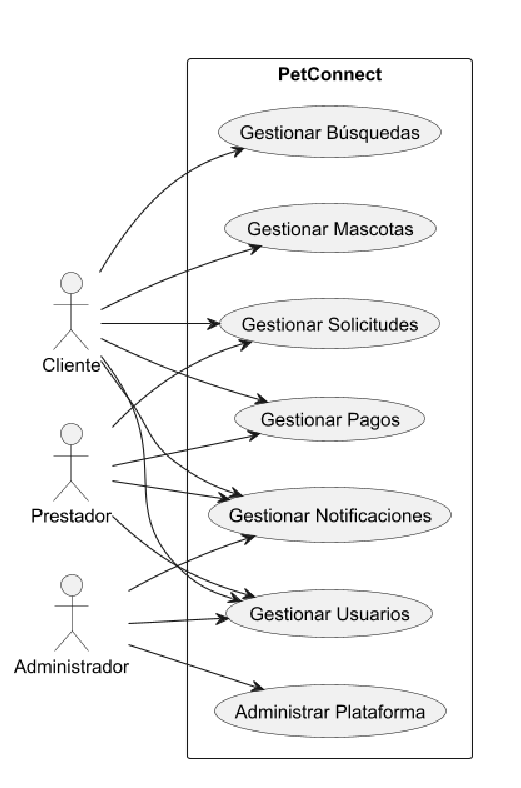 PetConnect
Gestionar Búsquedas
Gestionar Mascotas
Gestionar Solicitudes
Cliente
Gestionar Pagos
Prestador
Gestionar Notificaciones
Gestionar Usuarios
Administrador
Administrar Plataforma